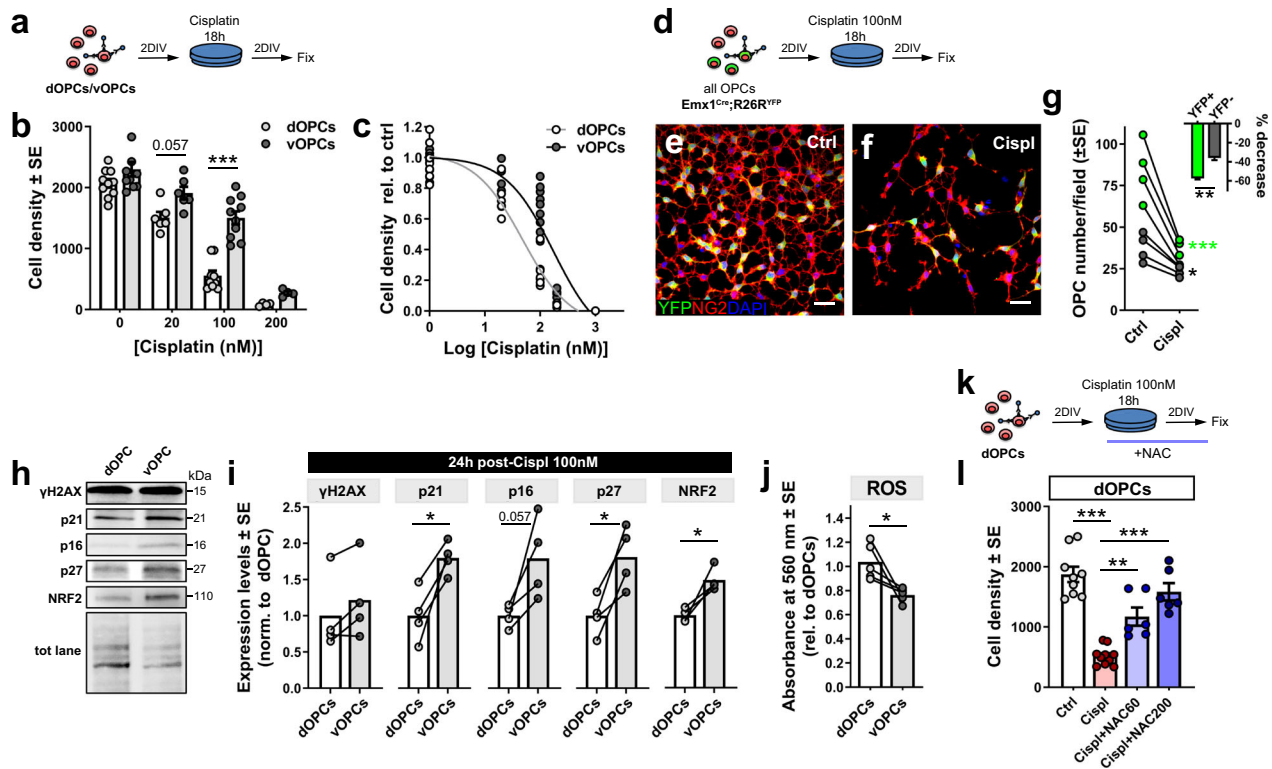 a
Cisplatin
18h
2DIV
2DIV
Fix
dOPCs/vOPCs
b
dOPCs
vOPCs
Cell density ± SE
3000
2000
1000
0
0.057
***
0
20
100
200
[Cisplatin (nM)]
c
dOPCs
vOPCs
Cell density rel. to ctrl
1.2
1.0
0.8
0.6
0.4
0.2
0.0
0
1
2
3
Log [Cisplatin (nM)]
d
Cisplatin 100nM
18h
2DIV
2DIV
Fix
all OPCs
Emx1Cre;R26RYFP
e
Ctrl
YFPNG2DAPI
f
Cispl
g
OPC number/field (±SE)
100
75
50
25
0
Ctrl
Cispl
***
*
YFP+
YFP-
0
-20
-40
-60
% decrease
**
h
dOPC
vOPC
kDa
γH2AX
15
p21
21
p16
16
p27
27
NRF2
110
tot lane
i
24h post-Cispl 100nM
γH2AX
p21
p16
p27
NRF2
Expression levels ± SE
(norm. to dOPC)
2.5
2.0
1.5
1.0
0.5
0.0
*
0.057
*
*
dOPCs
vOPCs
dOPCs
vOPCs
dOPCs
vOPCs
dOPCs
vOPCs
dOPCs
vOPCs
j
ROS
Absorbance at 560 nm ± SE
(rel. to dOPCs)
1.4
1.2
1.0
0.8
0.6
0.4
0.2
0.0
*
dOPCs
vOPCs
k
Cisplatin 100nM
18h
2DIV
2DIV
Fix
dOPCs
+NAC
l
dOPCs
Cell density ± SE
3000
2000
1000
0
***
***
**
Ctrl
Cispl
Cispl+NAC60
Cispl+NAC200